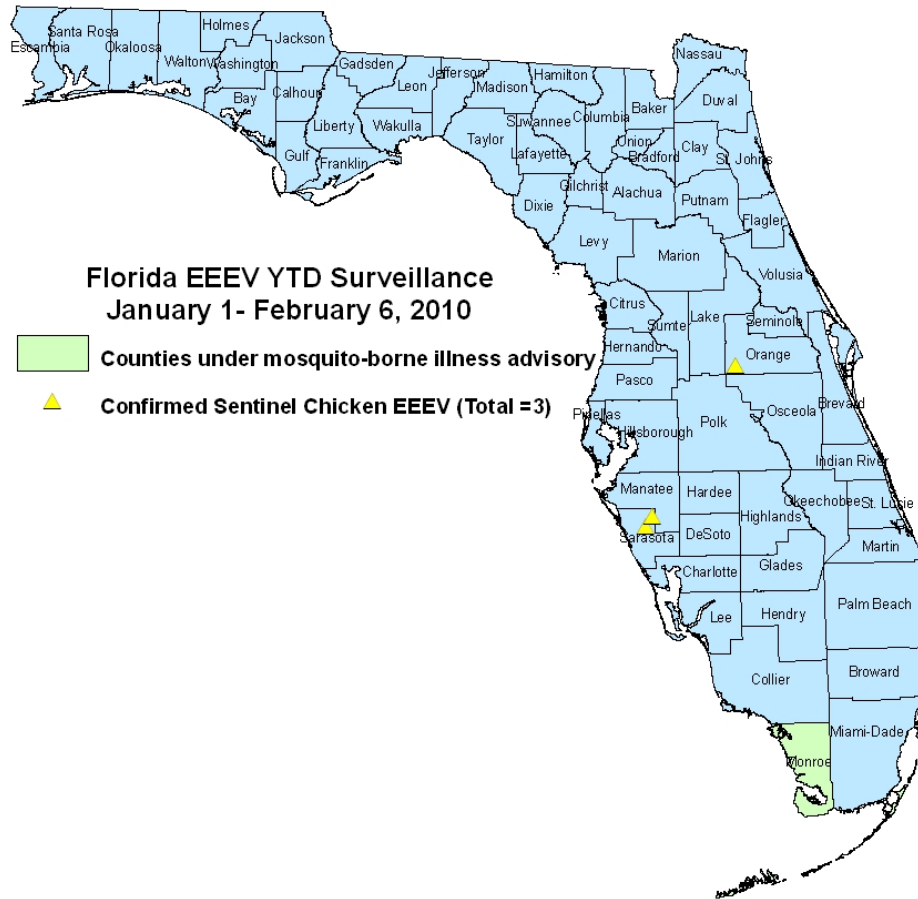 Holmes
Jackson
Santa Rosa
Escambia
Okaloosa
Walton
Washington
Bay
Calhoun
Gulf
Gadsden
Liberty
Franklin
Leon
Wakulla
Jefferson
Madison
Taylor
Hamilton
Suwannee
Lafayette
Columbia
Dixie
Gilchrist
Baker
Union
Bradford
Nassau
Duval
Clay
St. Johns
Alachua
Putnam
Flagler
Levy
Marion
Volusia
Florida EEEV YTD Surveillance
January 1- February 6, 2010
Counties under mosquito-borne illness advisory
Confirmed Sentinel Chicken EEEV (Total =3)
Citrus
Sumte
Lake
Seminole
Hernando
Orange
Pasco
Pinellas
Hillsborough
Polk
Osceola
Brevard
Indian River
Manatee
Hardee
Highlands
Okeechobee
St. Lucie
Sarasota
DeSoto
Martin
Charlotte
Glades
Lee
Hendry
Palm Beach
Collier
Broward
Monroe
Miami-Dade